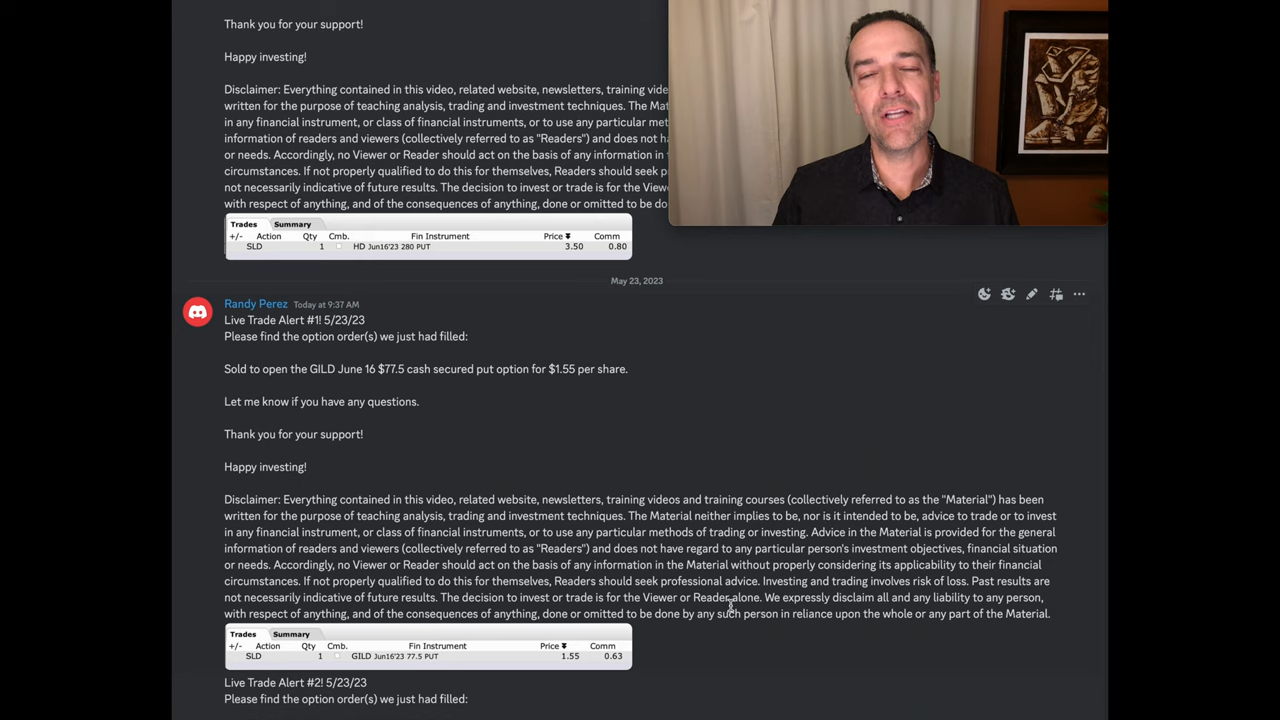 Thank you for your support!
Happy investing!
Disclaimer: Everything contained in this video, related website, newsletters, training vide
written for the purpose of teaching analysis, trading and investment techniques. The Mat
in any financial instrument, or class of financial instruments, or to use any particular met
information of readers and viewers (collectively referred to as "Readers") and does not ha
or needs. Accordingly, no Viewer or Reader should act on the basis of any information in
circumstances. If not properly qualified to do this for themselves, Readers should seek p
not necessarily indicative of future results. The decision to invest or trade is for the View
with respect of anything, and of the consequences of anything, done or omitted to be do
Trades Summary
+/- Action Qty Cmb. Fin Instrument Price Comm
SLD 1 HD Jun16'23 280 PUT 3.50 0.80
May 23, 2023
Randy Perez Today at 9:37 AM
Live Trade Alert #1! 5/23/23
Please find the option order(s) we just had filled:
Sold to open the GILD June 16 $77.5 cash secured put option for $1.55 per share.
Let me know if you have any questions.
Thank you for your support!
Happy investing!
Disclaimer: Everything contained in this video, related website, newsletters, training videos and training courses (collectively referred to as the "Material") has been
written for the purpose of teaching analysis, trading and investment techniques. The Material neither implies to be, nor is it intended to be, advice to trade or to invest
in any financial instrument, or class of financial instruments, or to use any particular methods of trading or investing. Advice in the Material is provided for the general
information of readers and viewers (collectively referred to as "Readers") and does not have regard to any particular person's investment objectives, financial situation
or needs. Accordingly, no Viewer or Reader should act on the basis of any information in the Material without properly considering its applicability to their financial
circumstances. If not properly qualified to do this for themselves, Readers should seek professional advice. Investing and trading involves risk of loss. Past results are
not necessarily indicative of future results. The decision to invest or trade is for the Viewer or Reader alone. We expressly disclaim all and any liability to any person,
with respect of anything, and of the consequences of anything, done or omitted to be done by any such person in reliance upon the whole or any part of the Material.
Trades Summary
+/- Action Qty Cmb. Fin Instrument Price Comm
SLD 1 GILD Jun16'23 77.5 PUT 1.55 0.63
Live Trade Alert #2! 5/23/23
Please find the option order(s) we just had filled: